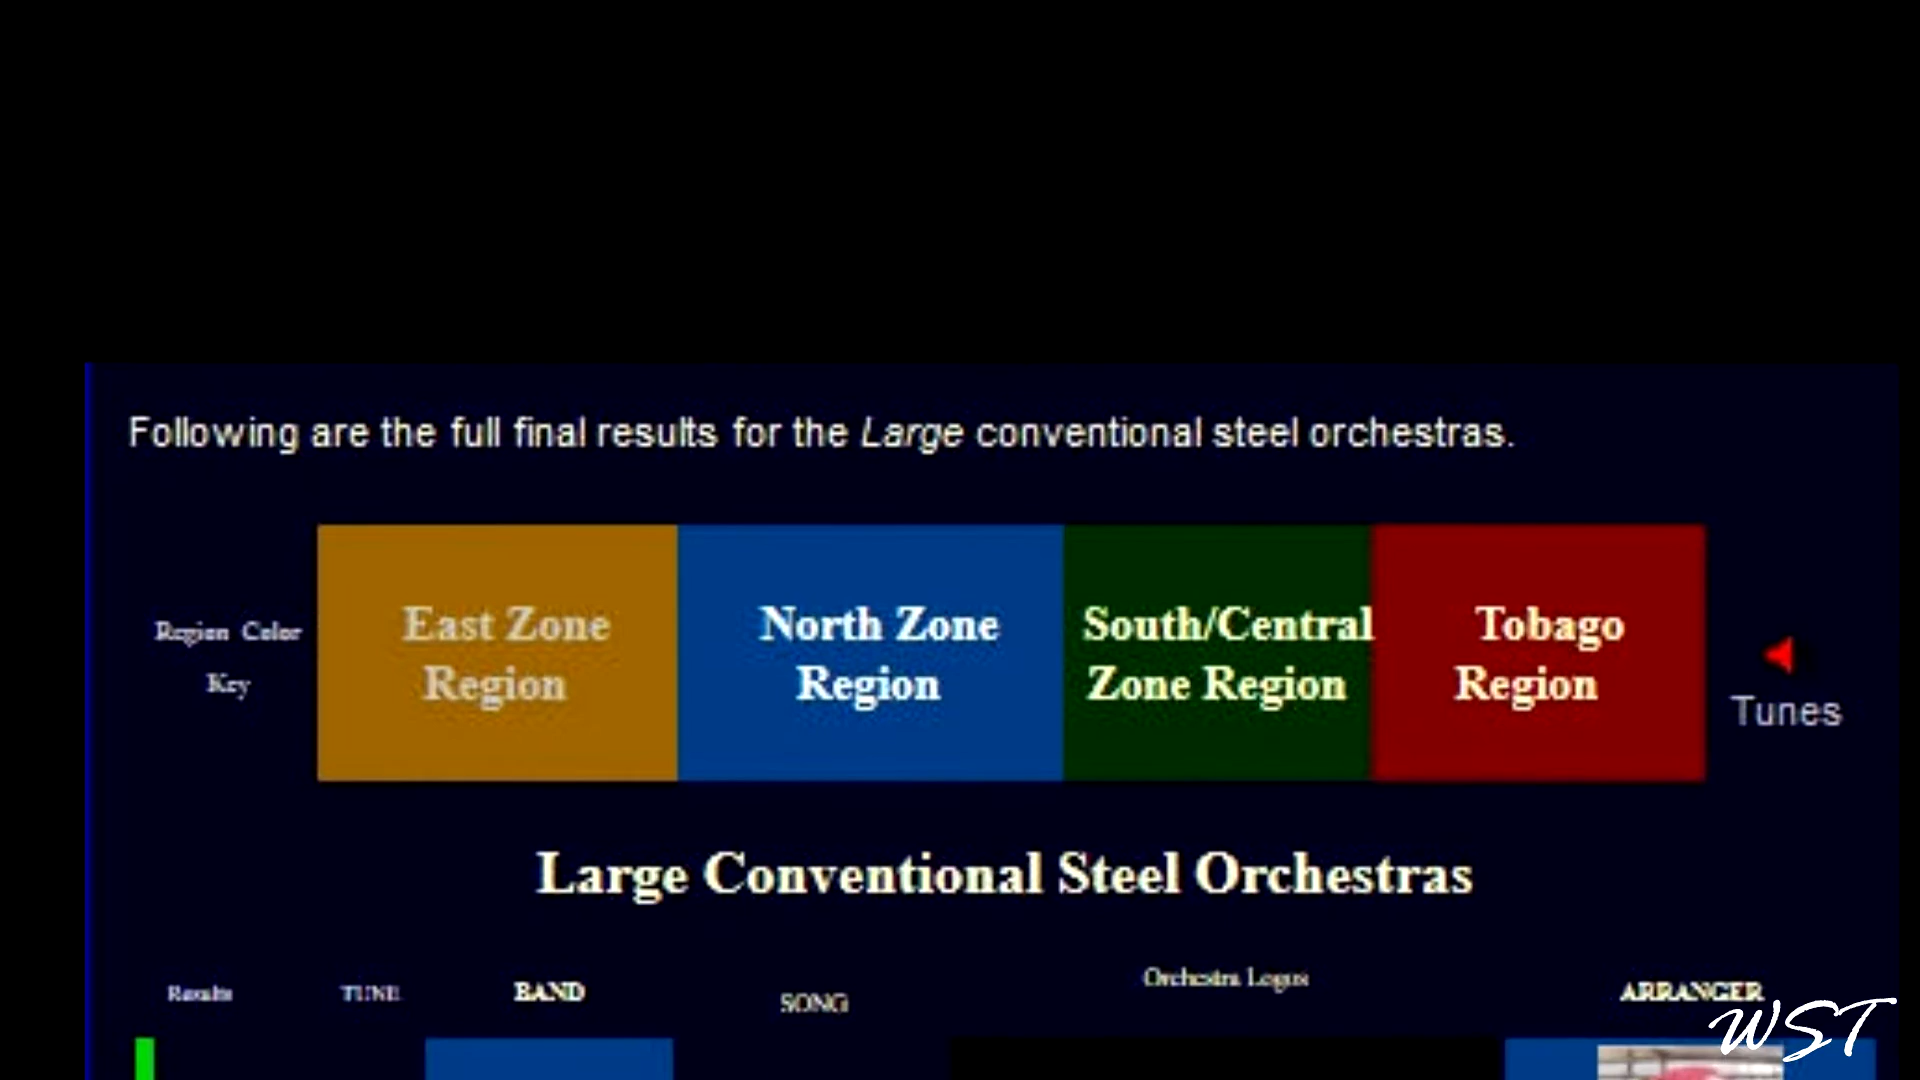 Following are the full final results for the Large conventional steel orchestras.
Region Color
Key
East Zone
Region
North Zone
Region
South/Central
Zone Region
Tobago
Region
Tunes
Large Conventional Steel Orchestras
Results
TUNE
BAND
SONG
Orchestra Logos
ARRANGER
WST